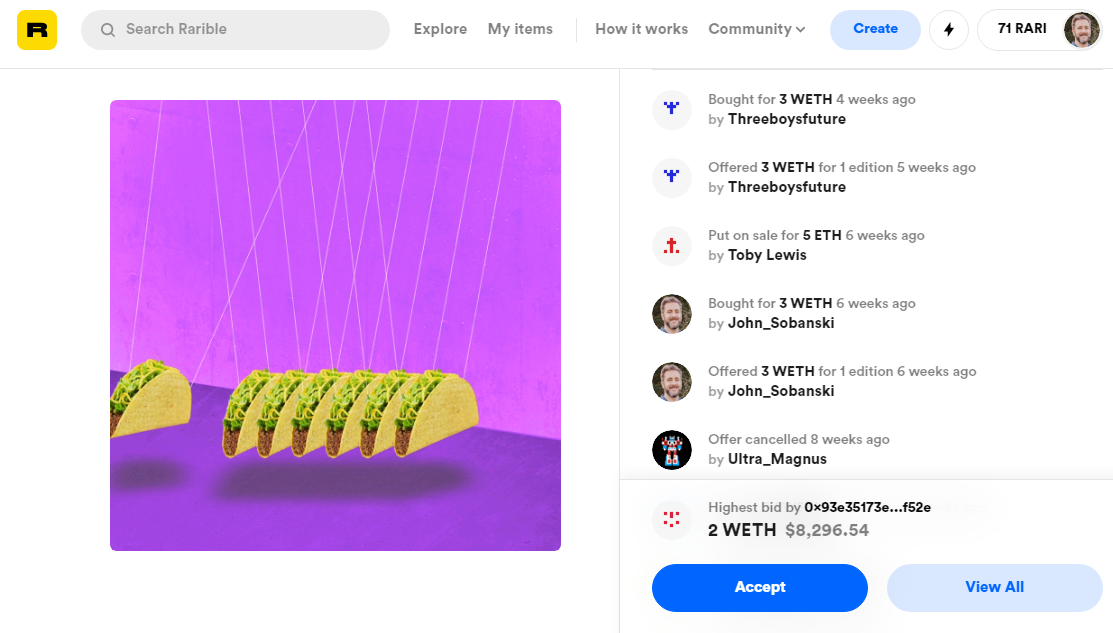 R Search Rarible Explore My items How it works Community Create 71 RARI
Bought for 3 WETH 4 weeks ago
by Threeboysfuture
Offered 3 WETH for 1 edition 5 weeks ago
by Threeboysfuture
Put on sale for 5 ETH 6 weeks ago
by Toby Lewis
Bought for 3 WETH 6 weeks ago
by John_Sobanski
Offered 3 WETH for 1 edition 6 weeks ago
by John_Sobanski
Offer cancelled 8 weeks ago
by Ultra_Magnus
Highest bid by 0x93e35173e...f52e
2 WETH $8,296.54
Accept View All